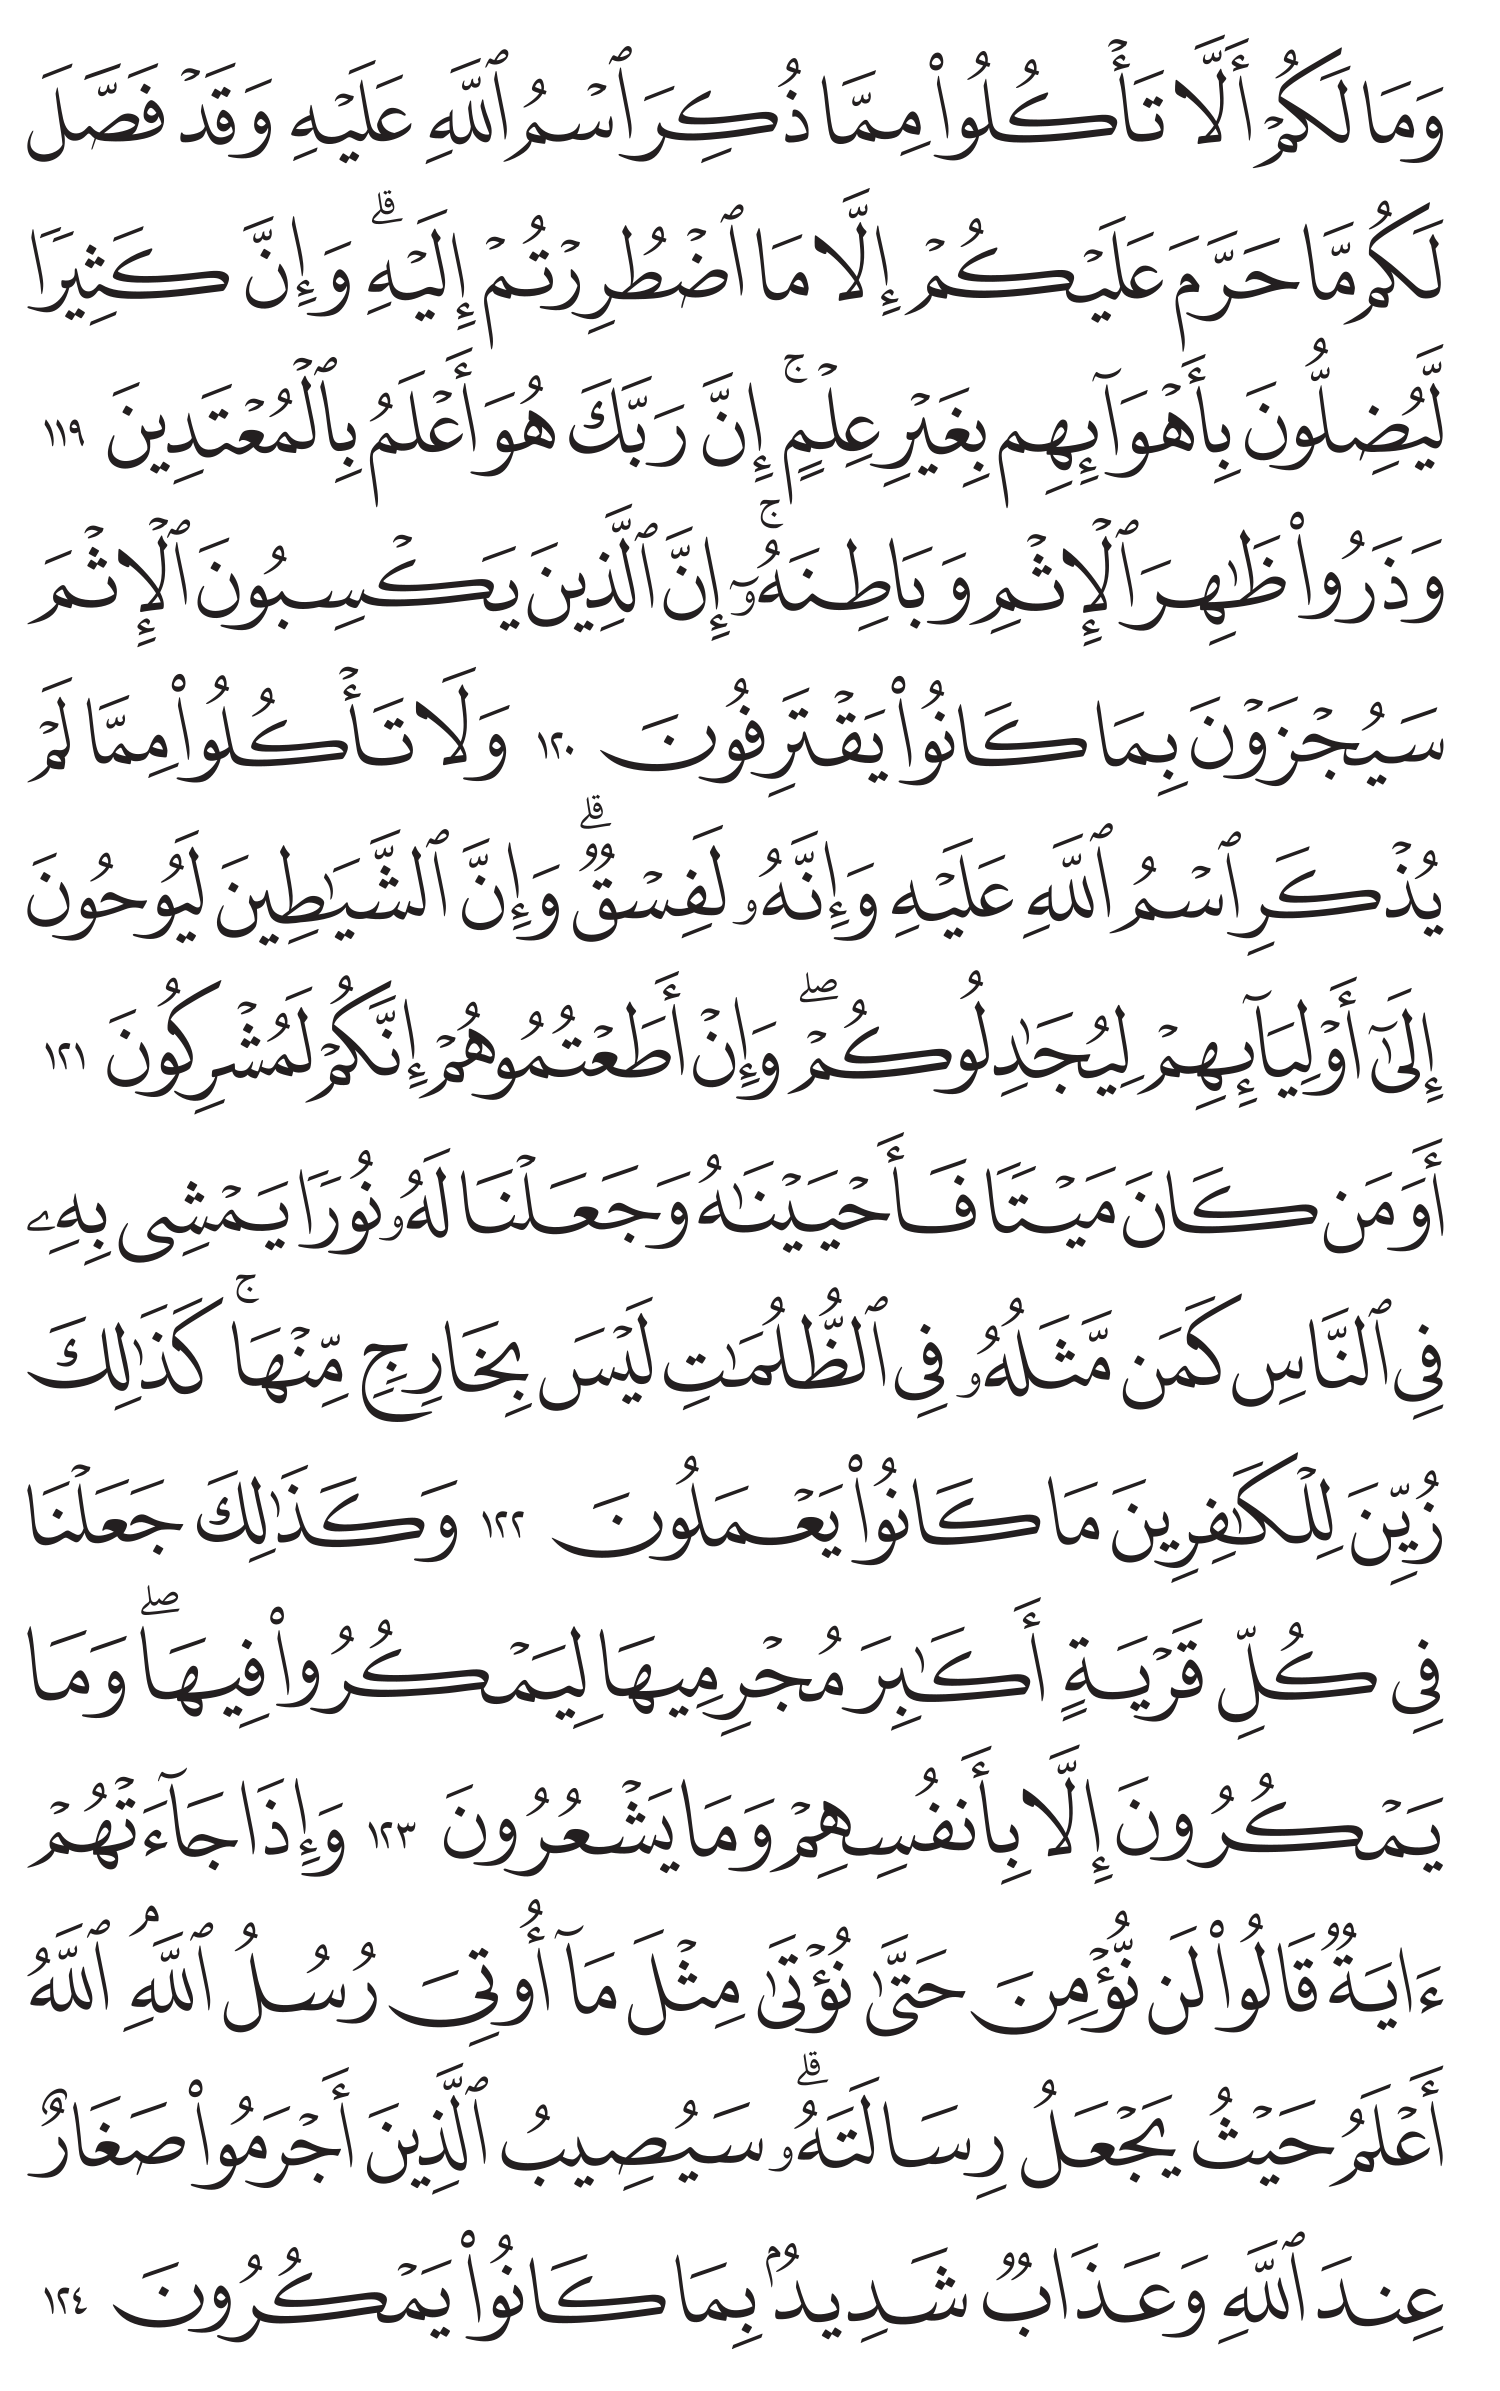 وَمَا لَكُمۡ أَلَّا تَأۡكُلُواْ مِمَّا ذُكِرَ ٱسۡمُ ٱللَّهِ عَلَيۡهِ وَقَدۡ فَصَّلَ
لَكُم مَّا حَرَّمَ عَلَيۡكُمۡ إِلَّا مَا ٱضۡطُرِرۡتُمۡ إِلَيۡهِۗ وَإِنَّ كَثِيرٗا
لَّيُضِلُّونَ بِأَهۡوَآئِهِم بِغَيۡرِ عِلۡمٍۚ إِنَّ رَبَّكَ هُوَ أَعۡلَمُ بِٱلۡمُعۡتَدِينَ ١١٩
وَذَرُواْ ظَٰهِرَ ٱلۡإِثۡمِ وَبَاطِنَهُۥٓۚ إِنَّ ٱلَّذِينَ يَكۡسِبُونَ ٱلۡإِثۡمَ
سَيُجۡزَوۡنَ بِمَا كَانُواْ يَقۡتَرِفُونَ ١٢٠ وَلَا تَأۡكُلُواْ مِمَّا لَمۡ
يُذۡكَرِ ٱسۡمُ ٱللَّهِ عَلَيۡهِ وَإِنَّهُۥ لَفِسۡقٞۗ وَإِنَّ ٱلشَّيَٰطِينَ لَيُوحُونَ
إِلَىٰٓ أَوۡلِيَآئِهِمۡ لِيُجَٰدِلُوكُمۡۖ وَإِنۡ أَطَعۡتُمُوهُمۡ إِنَّكُمۡ لَمُشۡرِكُونَ ١٢١
أَوَمَن كَانَ مَيۡتٗا فَأَحۡيَيۡنَٰهُ وَجَعَلۡنَا لَهُۥ نُورٗا يَمۡشِي بِهِۦ
فِي ٱلنَّاسِ كَمَن مَّثَلُهُۥ فِي ٱلظُّلُمَٰتِ لَيۡسَ بِخَارِجٖ مِّنۡهَاۚ كَذَٰلِكَ
زُيِّنَ لِلۡكَٰفِرِينَ مَا كَانُواْ يَعۡمَلُونَ ١٢٢ وَكَذَٰلِكَ جَعَلۡنَا
فِي كُلِّ قَرۡيَةٍ أَكَٰبِرَ مُجۡرِمِيهَا لِيَمۡكُرُواْ فِيهَاۖ وَمَا
يَمۡكُرُونَ إِلَّا بِأَنفُسِهِمۡ وَمَا يَشۡعُرُونَ ١٢٣ وَإِذَا جَآءَتۡهُمۡ
ءَايَةٞ قَالُواْ لَن نُّؤۡمِنَ حَتَّىٰ نُؤۡتَىٰ مِثۡلَ مَآ أُوتِيَ رُسُلُ ٱللَّهِۘ ٱللَّهُ
أَعۡلَمُ حَيۡثُ يَجۡعَلُ رِسَالَتَهُۥۗ سَيُصِيبُ ٱلَّذِينَ أَجۡرَمُواْ صَغَارٌ
عِندَ ٱللَّهِ وَعَذَابٞ شَدِيدُۢ بِمَا كَانُواْ يَمۡكُرُونَ ١٢٤